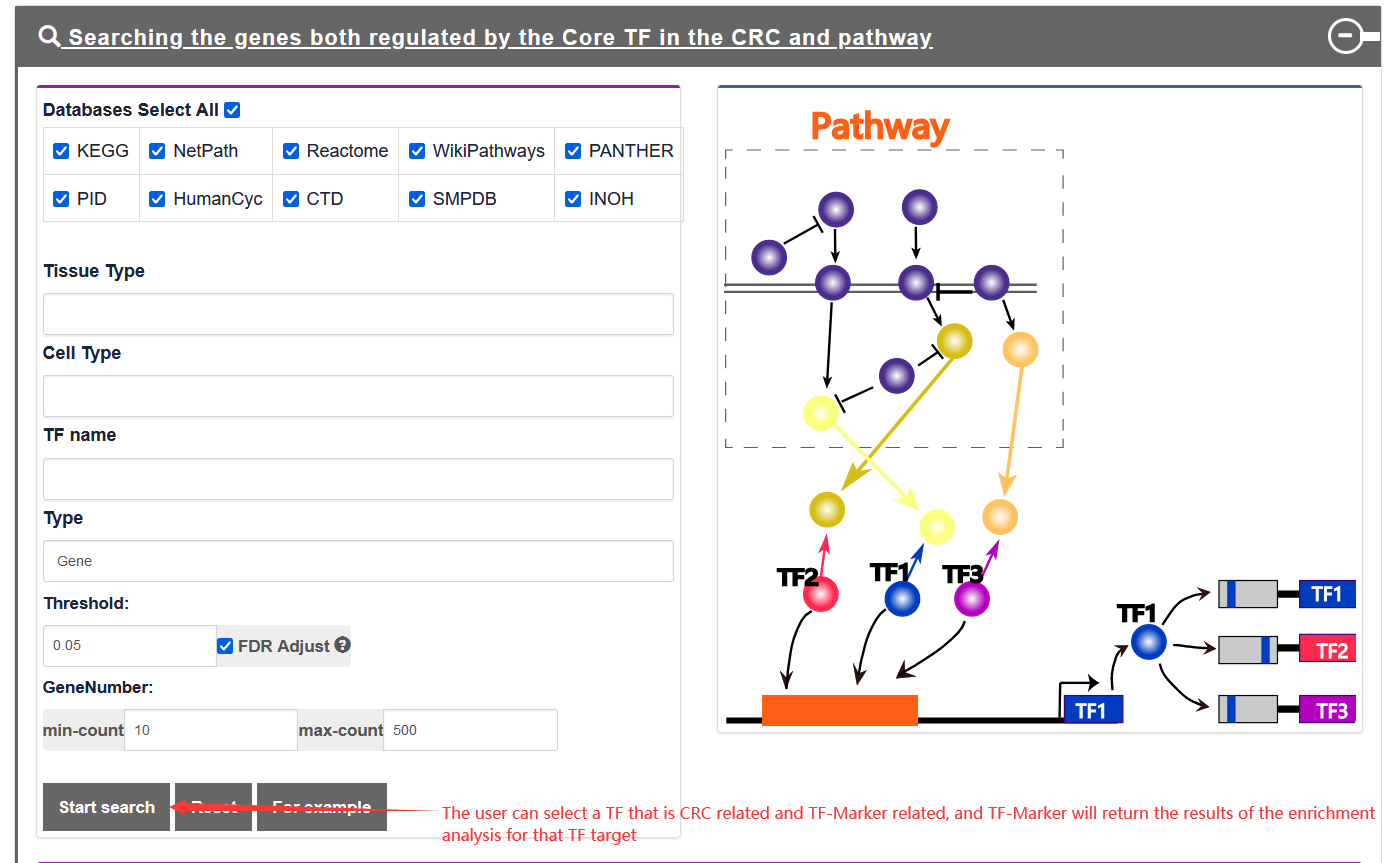 Searching the genes both regulated by the Core TF in the CRC and pathway
Databases Select All
KEGG NetPath Reactome WikiPathways PANTHER
PID HumanCyc CTD SMPDB INOH
Tissue Type
Cell Type
TF name
Type
Gene
Threshold:
0.05 FDR Adjust ?
GeneNumber:
min-count 10 max-count 500
Start search Reset For example
Pathway
TF2 TF1 TF3
TF1
TF1
TF2
TF3
TF1
The user can select a TF that is CRC related and TF-Marker related, and TF-Marker will return the results of the enrichment
analysis for that TF target